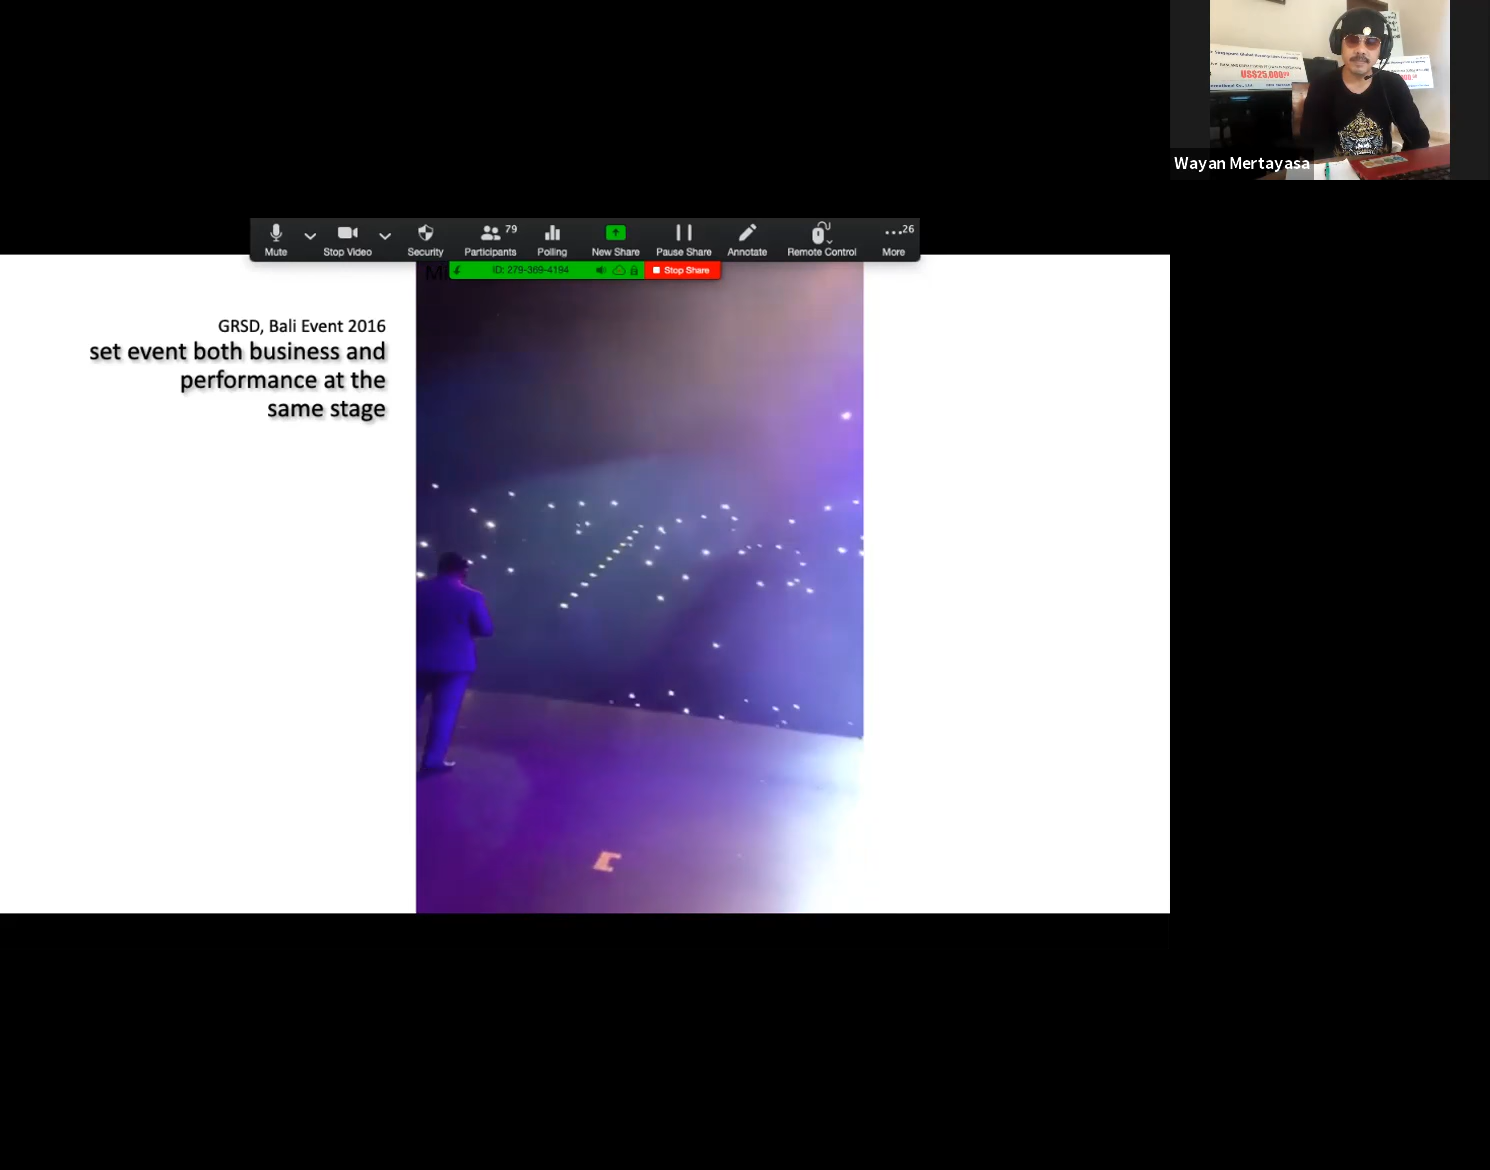 US$25,000
Wayan Mertayasa
79
26
Mute
Stop Video
Security
Participants
Polling
New Share
Pause Share
Annotate
Remote Control
More
ID: 279-369-4194
Stop Share
GRSD, Bali Event 2016
set event both business and
performance at the
same stage